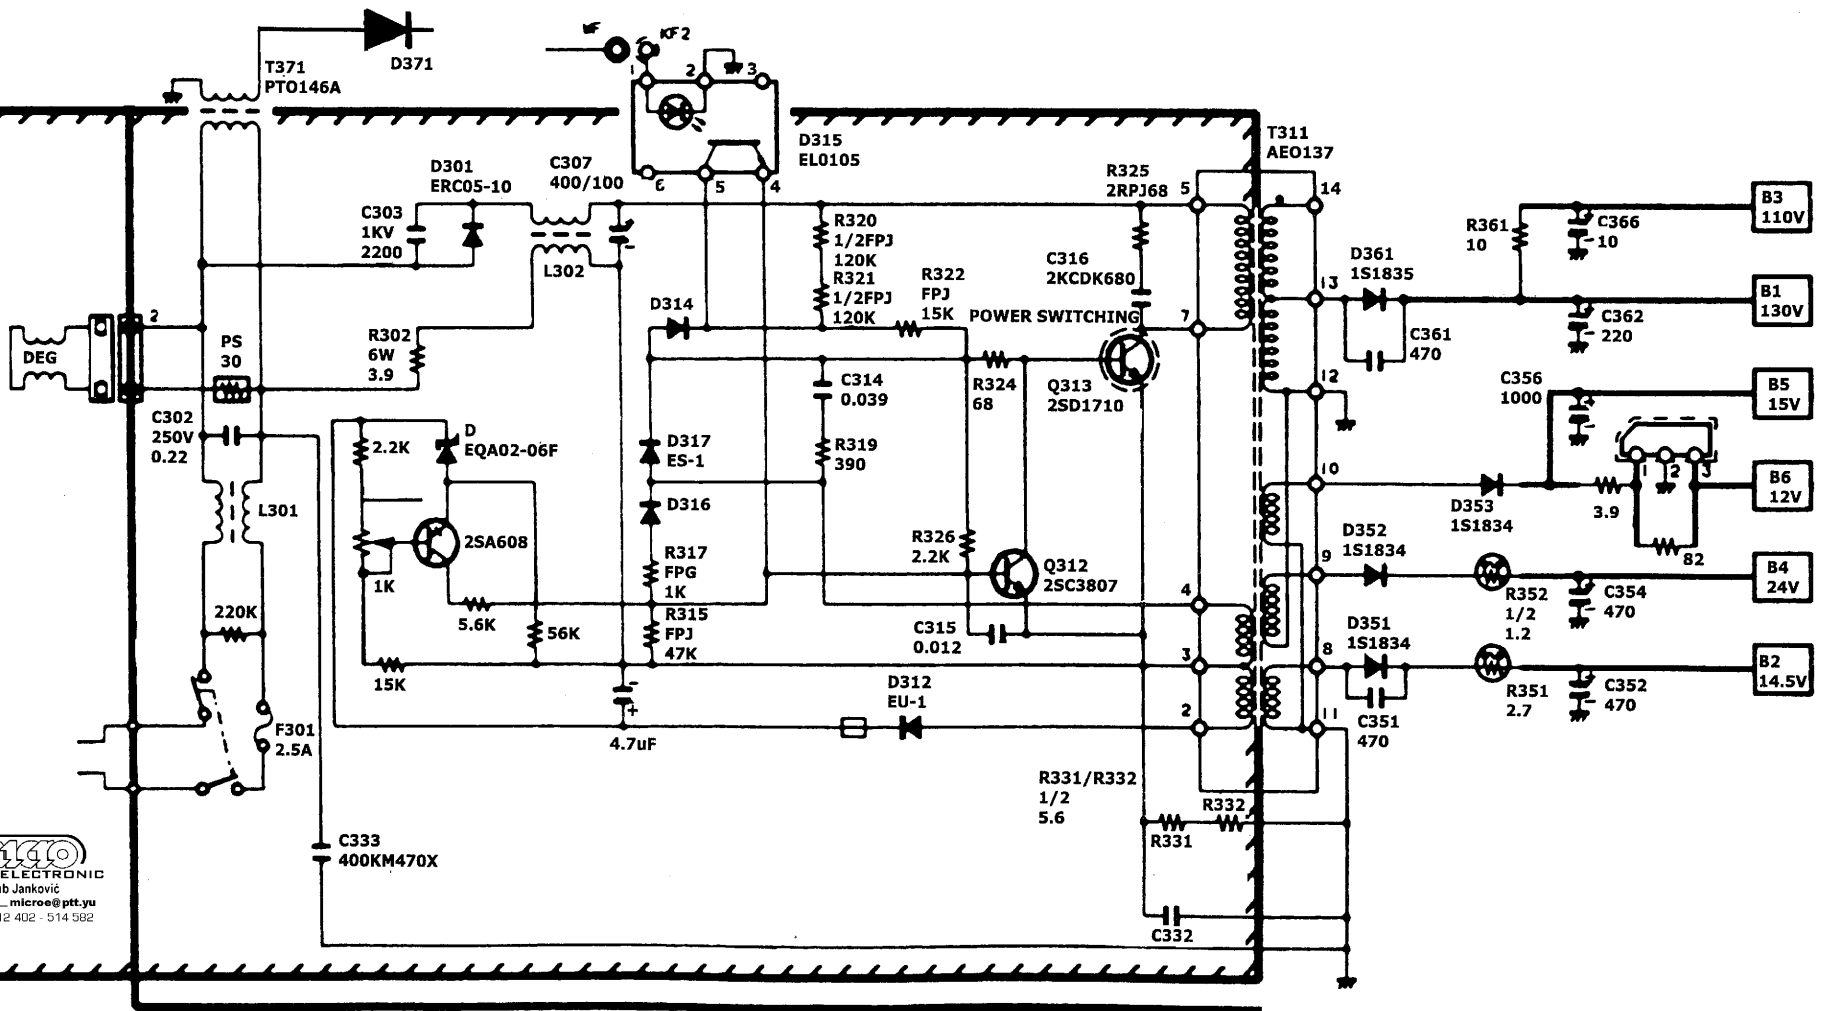 D371
T371
PTO146A
KF2
1
2
3
6
5
4
D315
EL0105
D301
ERC05-10
C307
400/100
C303
1KV
2200
L302
R320
1/2FPJ
120K
R321
1/2FPJ
120K
R322
FPJ
15K
D314
R325
2RPJ68
C316
2KCDK680
POWER SWITCHING
Q313
2SD1710
R324
68
C314
0.039
R319
390
D317
ES-1
D316
R317
FPG
1K
R315
FPJ
47K
R326
2.2K
Q312
2SC3807
C315
0.012
D312
EU-1
DEG
2
PS
30
R302
6W
3.9
C302
250V
0.22
L301
220K
F301
2.5A
2.2K
D
EQA02-06F
2SA608
1K
5.6K
56K
15K
-
+
4.7uF
C333
400KM470X
R331/R332
1/2
5.6
R332
R331
C332
T311
AEO137
5
7
4
3
2
14
13
12
10
9
8
11
R361
10
C366
10
B3
110V
D361
1S1835
C361
470
C362
220
B1
130V
C356
1000
B5
15V
1
2
3
D353
1S1834
3.9
82
B6
12V
D352
1S1834
R352
1/2
1.2
C354
470
B4
24V
D351
1S1834
C351
470
R351
2.7
C352
470
B2
14.5V
ELECTRONIC
Janković
microe@ptt.yu
12 402 - 514 582